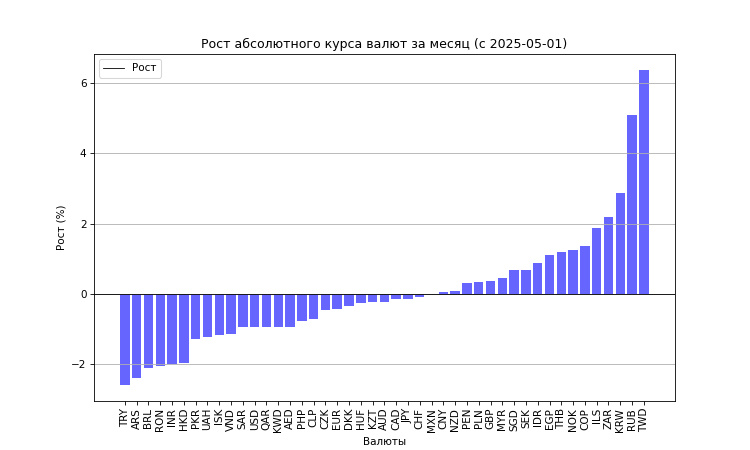 Рост абсолютного курса валют за месяц (с 2025-05-01)
Рост
6
4
2
0
−2
Рост (%)
TRY ARS BRL RON INR HKD PKR UAH ISK VND SAR USD QAR KWD AED PHP CLP CZK EUR DKK HUF KZT AUD CAD JPY CHF MXN CNY NZD PEN PLN GBP MYR SGD SEK IDR EGP THB NOK COP ILS ZAR KRW RUB TWD
Валюты